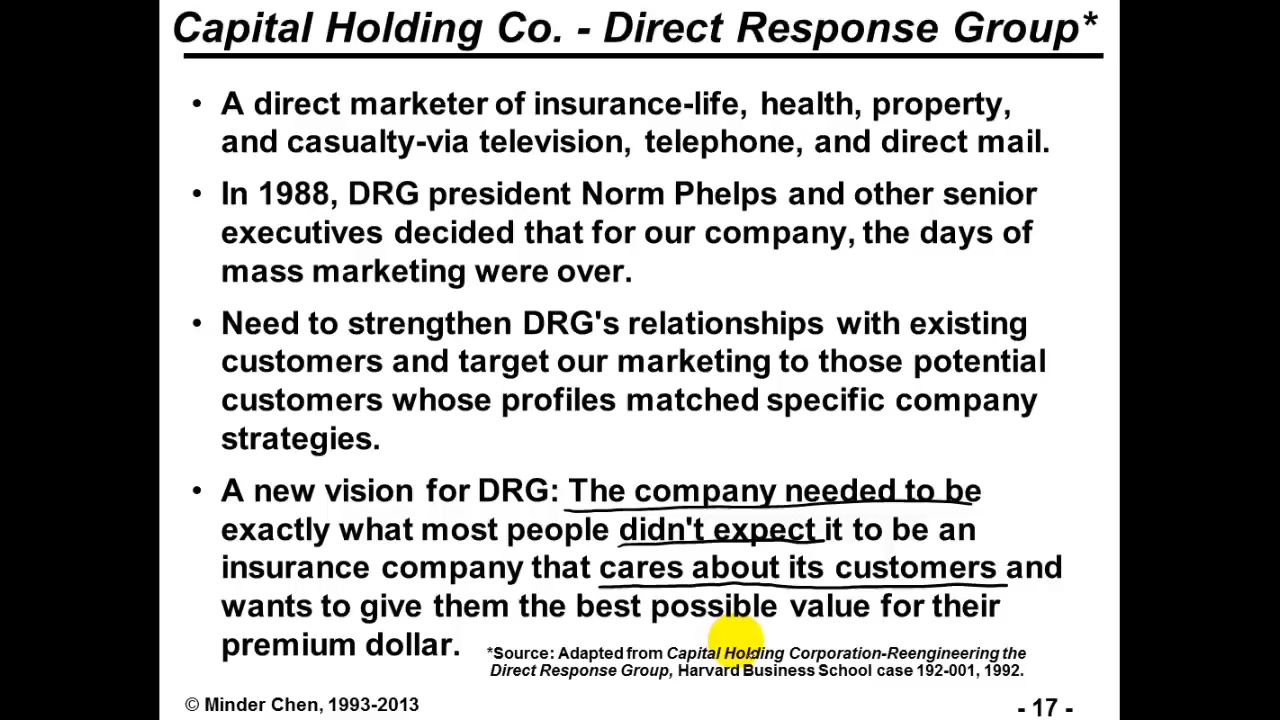 Capital Holding Co. - Direct Response Group*
• A direct marketer of insurance-life, health, property,
and casualty-via television, telephone, and direct mail.
• In 1988, DRG president Norm Phelps and other senior
executives decided that for our company, the days of
mass marketing were over.
• Need to strengthen DRG's relationships with existing
customers and target our marketing to those potential
customers whose profiles matched specific company
strategies.
• A new vision for DRG: The company needed to be
exactly what most people didn't expect it to be an
insurance company that cares about its customers and
wants to give them the best possible value for their
premium dollar.
*Source: Adapted from Capital Holding Corporation-Reengineering the
Direct Response Group, Harvard Business School case 192-001, 1992.
© Minder Chen, 1993-2013
- 17 -